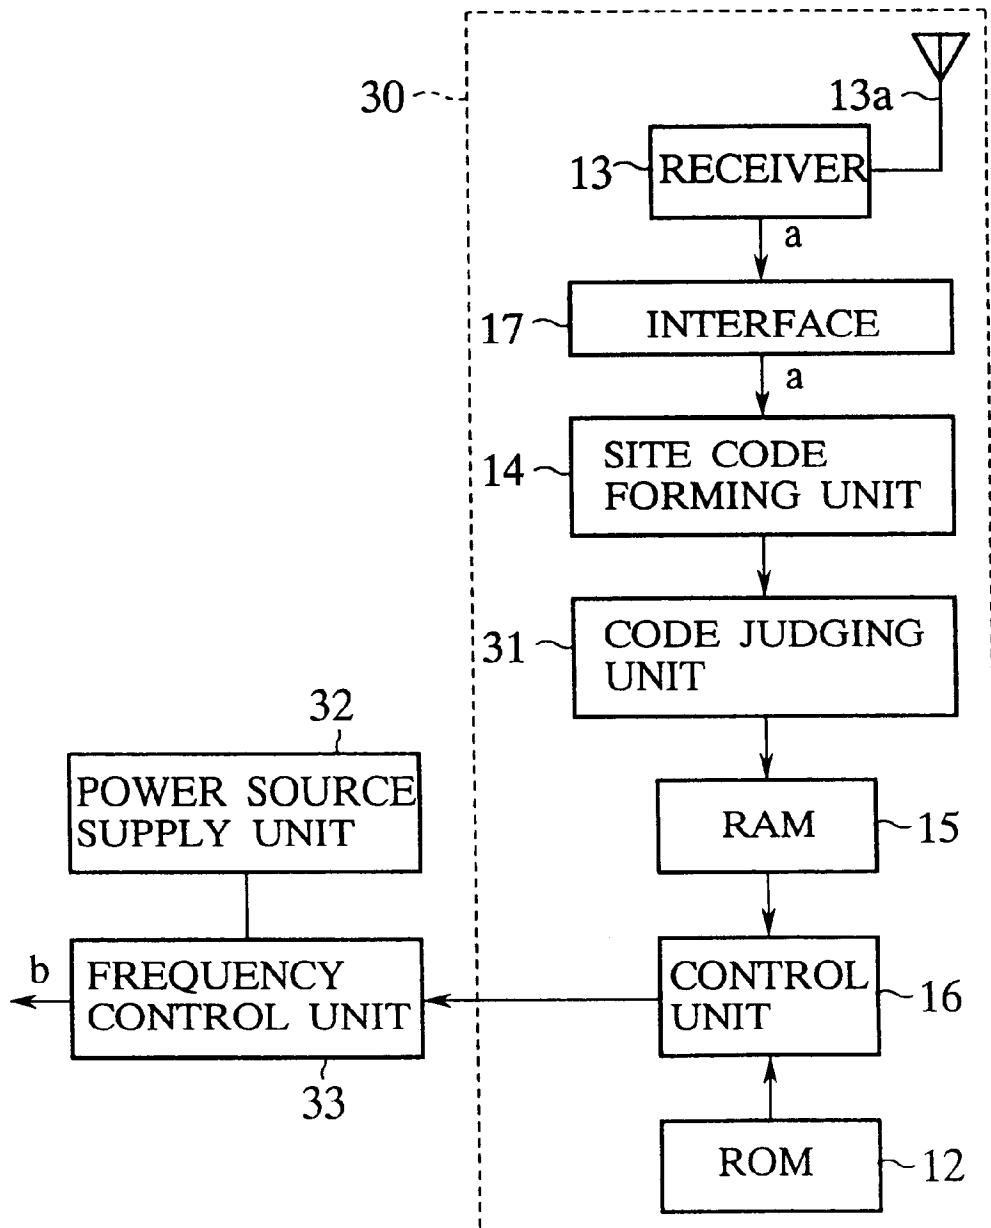 30
13a
13
RECEIVER
a
17
INTERFACE
a
14
SITE CODE
FORMING UNIT
31
CODE JUDGING
UNIT
32
POWER SOURCE
SUPPLY UNIT
RAM
15
b
FREQUENCY
CONTROL UNIT
33
CONTROL
UNIT
16
ROM
12